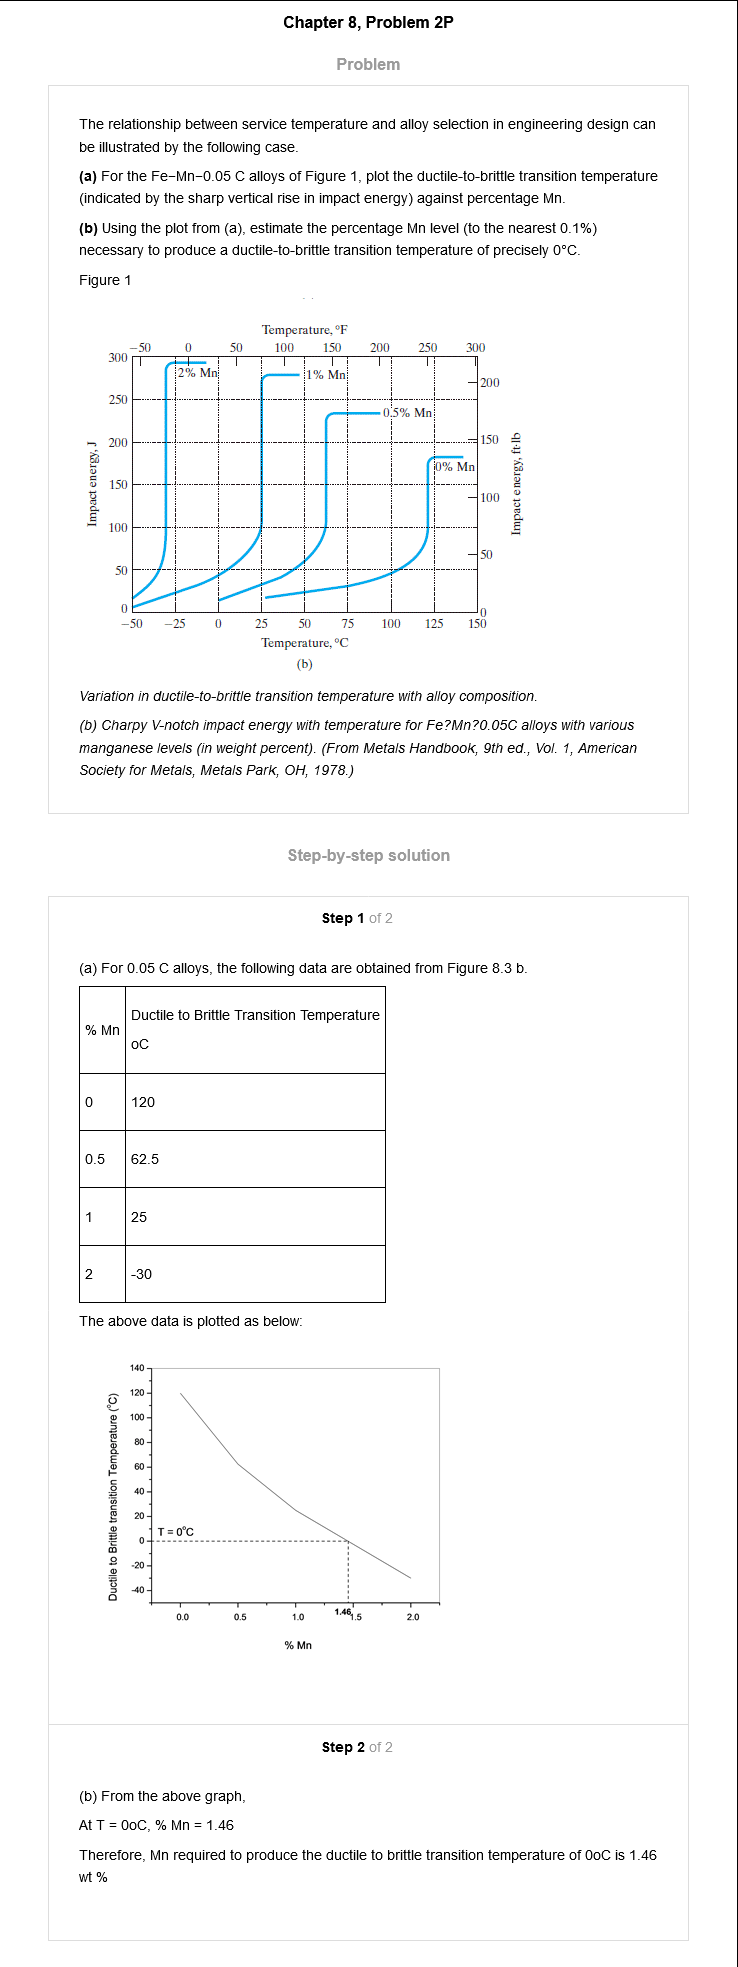 Chapter 8, Problem 2P
Problem
The relationship between service temperature and alloy selection in engineering design can
be illustrated by the following case.
(a) For the Fe−Mn−0.05 C alloys of Figure 1, plot the ductile-to-brittle transition temperature
(indicated by the sharp vertical rise in impact energy) against percentage Mn.
(b) Using the plot from (a), estimate the percentage Mn level (to the nearest 0.1%)
necessary to produce a ductile-to-brittle transition temperature of precisely 0°C.
Figure 1
Temperature, °F
−50 0 50 100 150 200 250 300
300
250
200
150
100
50
0
Impact energy, J
2% Mn
1% Mn
0.5% Mn
0% Mn
200
150
100
50
0
Impact energy, ft·lb
−50 −25 0 25 50 75 100 125 150
Temperature, °C
(b)
Variation in ductile-to-brittle transition temperature with alloy composition.
(b) Charpy V-notch impact energy with temperature for Fe?Mn?0.05C alloys with various
manganese levels (in weight percent). (From Metals Handbook, 9th ed., Vol. 1, American
Society for Metals, Metals Park, OH, 1978.)
Step-by-step solution
Step 1 of 2
(a) For 0.05 C alloys, the following data are obtained from Figure 8.3 b.
% Mn
Ductile to Brittle Transition Temperature
oC
0 120
0.5 62.5
1 25
2 -30
The above data is plotted as below:
Ductile to Brittle transition Temperature (°C)
140
120
100
80
60
40
20
0
-20
-40
T = 0°C
0.0 0.5 1.0 1.46 1.5 2.0
% Mn
Step 2 of 2
(b) From the above graph,
At T = 0oC, % Mn = 1.46
Therefore, Mn required to produce the ductile to brittle transition temperature of 0oC is 1.46
wt %